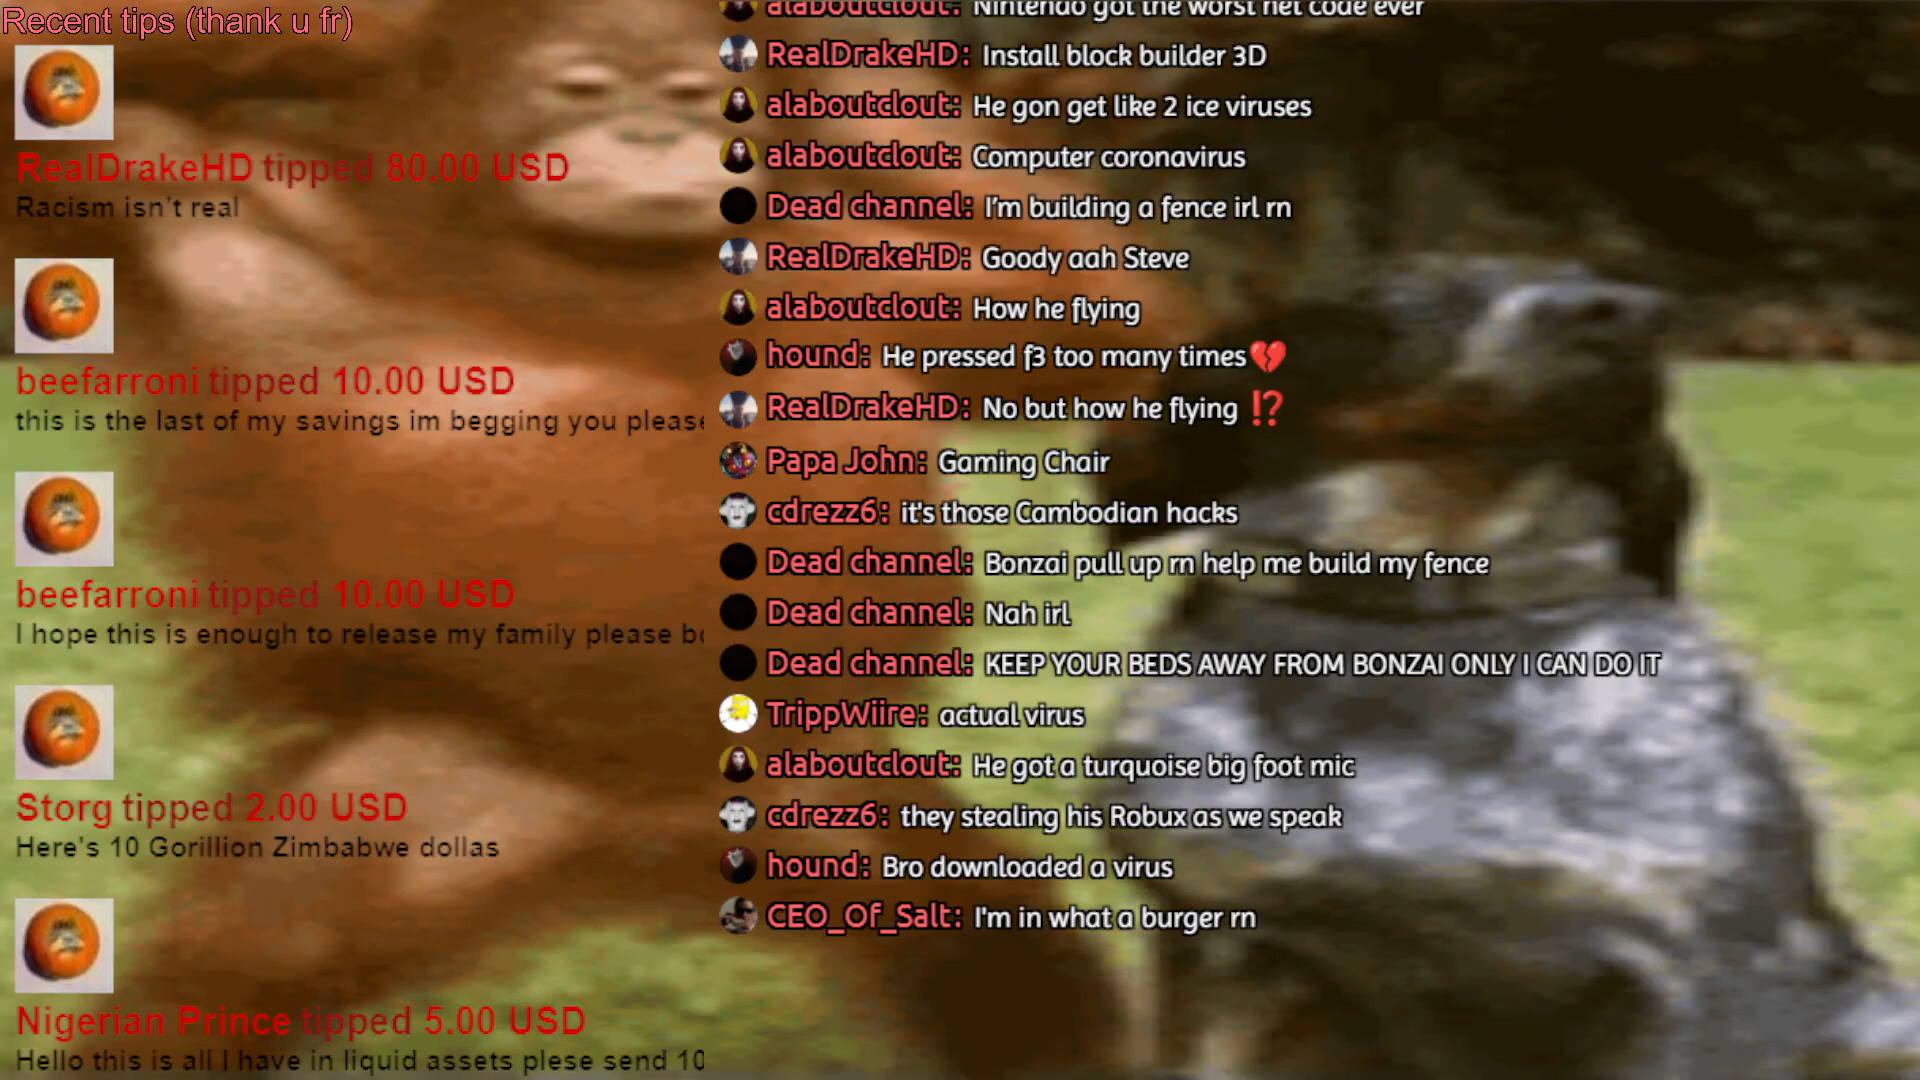 Recent tips (thank u fr)
RealDrakeHD tipped 80.00 USD
Racism isn't real
beefarroni tipped 10.00 USD
this is the last of my savings im begging you please
beefarroni tipped 10.00 USD
I hope this is enough to release my family please
Storg tipped 2.00 USD
Here's 10 Gorillion Zimbabwe dollas
Nigerian Prince tipped 5.00 USD
Hello this is all I have in liquid assets plese send 10
alaboutclout: Nintendo got the worst net code ever
RealDrakeHD: Install block builder 3D
alaboutclout: He gon get like 2 ice viruses
alaboutclout: Computer coronavirus
Dead channel: I'm building a fence irl rn
RealDrakeHD: Goody aah Steve
alaboutclout: How he flying
hound: He pressed f3 too many times💔
RealDrakeHD: No but how he flying ⁉️
Papa John: Gaming Chair
cdrezz6: it's those Cambodian hacks
Dead channel: Bonzai pull up rn help me build my fence
Dead channel: Nah irl
Dead channel: KEEP YOUR BEDS AWAY FROM BONZAI ONLY I CAN DO IT
TrippWiire: actual virus
alaboutclout: He got a turquoise big foot mic
cdrezz6: they stealing his Robux as we speak
hound: Bro downloaded a virus
CEO_Of_Salt: I'm in what a burger rn